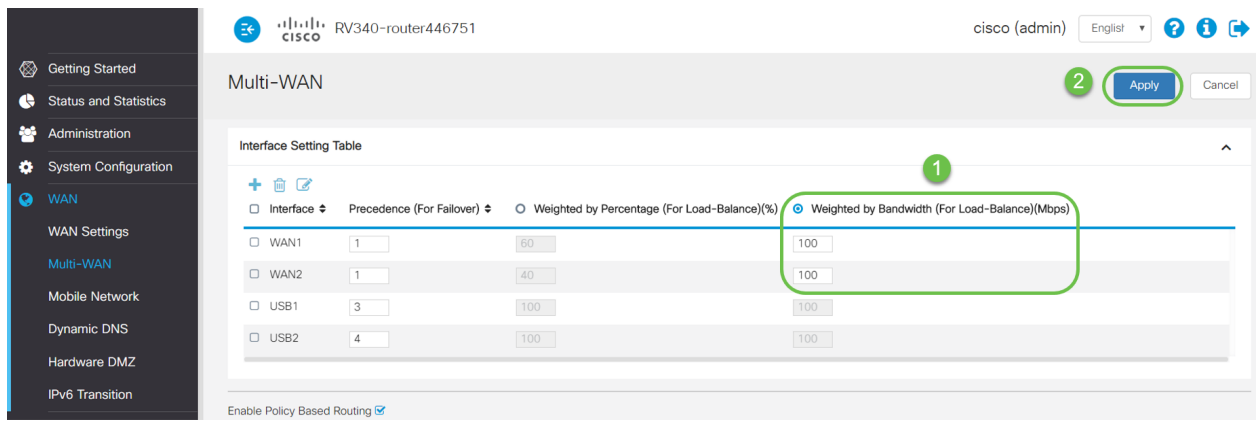 cisco RV340-router446751
cisco (admin) English
Getting Started
Status and Statistics
Administration
System Configuration
WAN
WAN Settings
Multi-WAN
Mobile Network
Dynamic DNS
Hardware DMZ
IPv6 Transition
Multi-WAN
2
Apply
Cancel
Interface Setting Table
1
Interface Precedence (For Failover) Weighted by Percentage (For Load-Balance)(%) Weighted by Bandwidth (For Load-Balance)(Mbps)
WAN1 1 60 100
WAN2 1 40 100
USB1 3 100 100
USB2 4 100 100
Enable Policy Based Routing